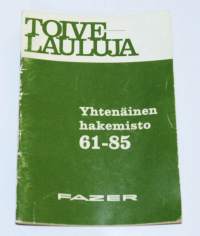 TOIVE
LAULUJA
Yhtenäinen
hakemisto
61-85
FAZER